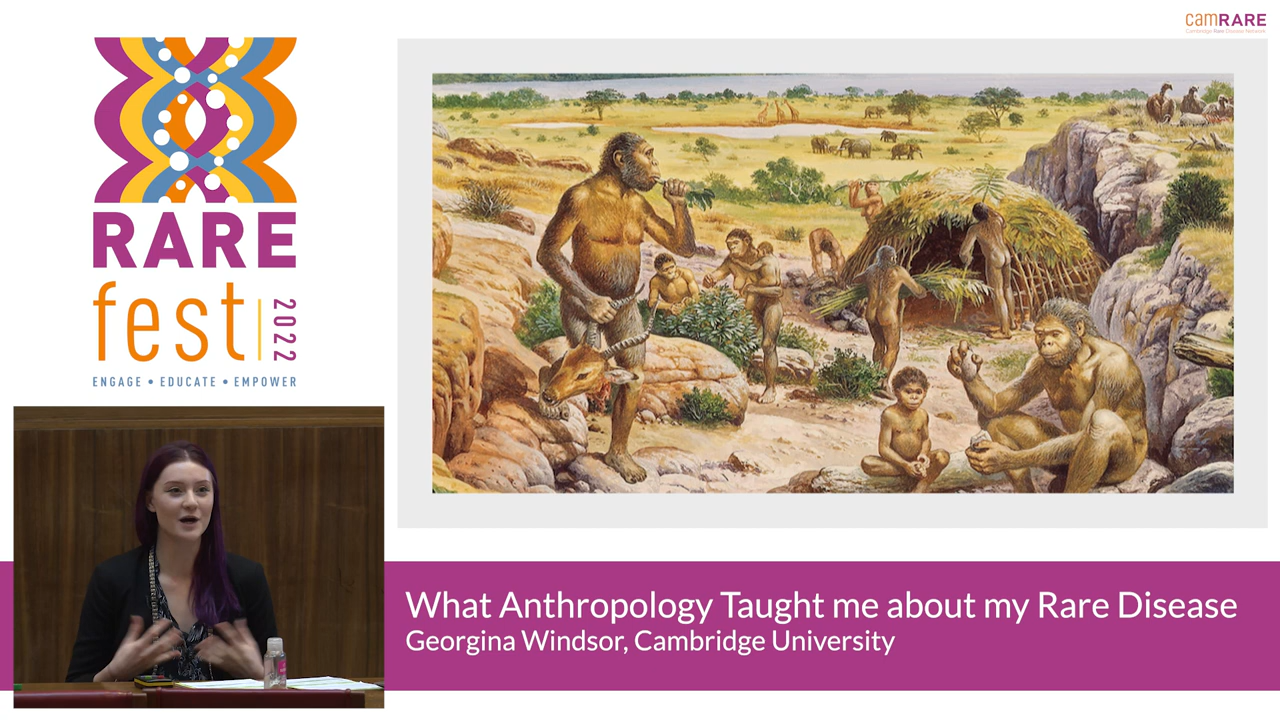 camRARE
Cambridge Rare Disease Network
RARE
fest
2022
ENGAGE • EDUCATE • EMPOWER
What Anthropology Taught me about my Rare Disease
Georgina Windsor, Cambridge University